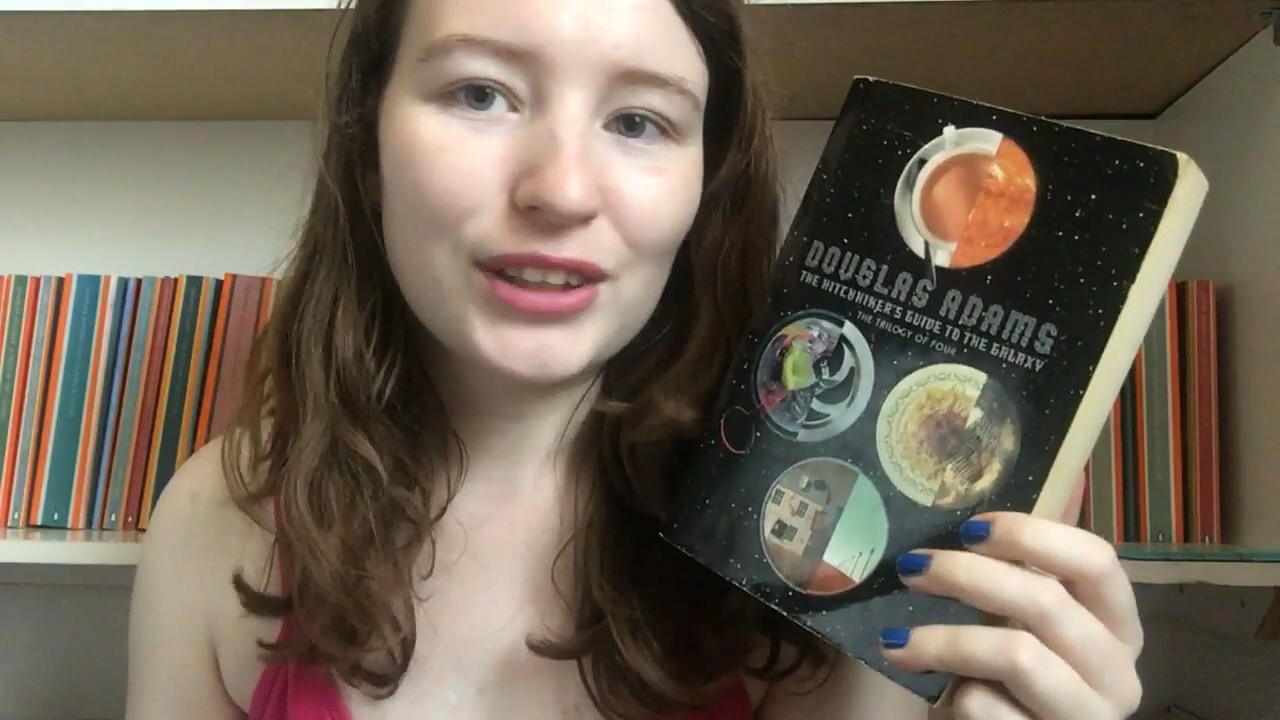 DOUGLAS ADAMS
THE HITCHHIKER'S GUIDE TO THE GALAXY
THE TRILOGY OF FOUR